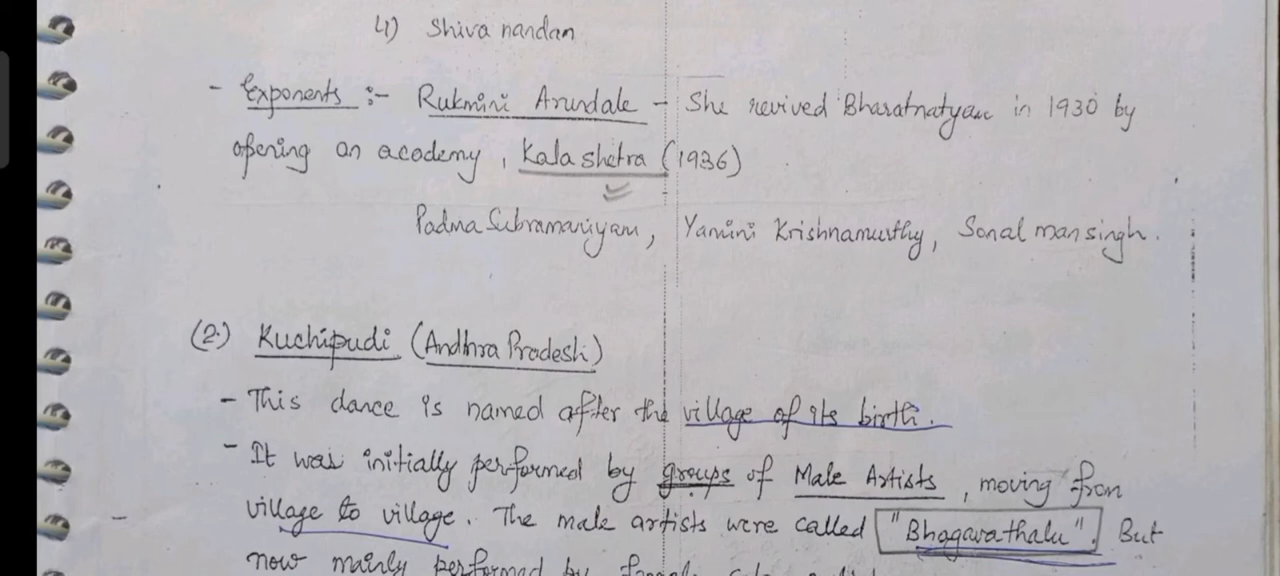 4) Shiva nandan
- Exponents :- Rukmini Arundale - She revived Bharatnatyam in 1930 by
opening an academy, Kala shetra (1936)
Padma Subramaniyam, Yamini Krishnamurthy, Sonal man singh.
(2.) Kuchipudi (Andhra Pradesh)
- This dance is named after the village of its birth.
- It was initially performed by groups of Male Artists, moving from
village to village. The male artists were called "Bhagavathalu". But
now mainly performed by